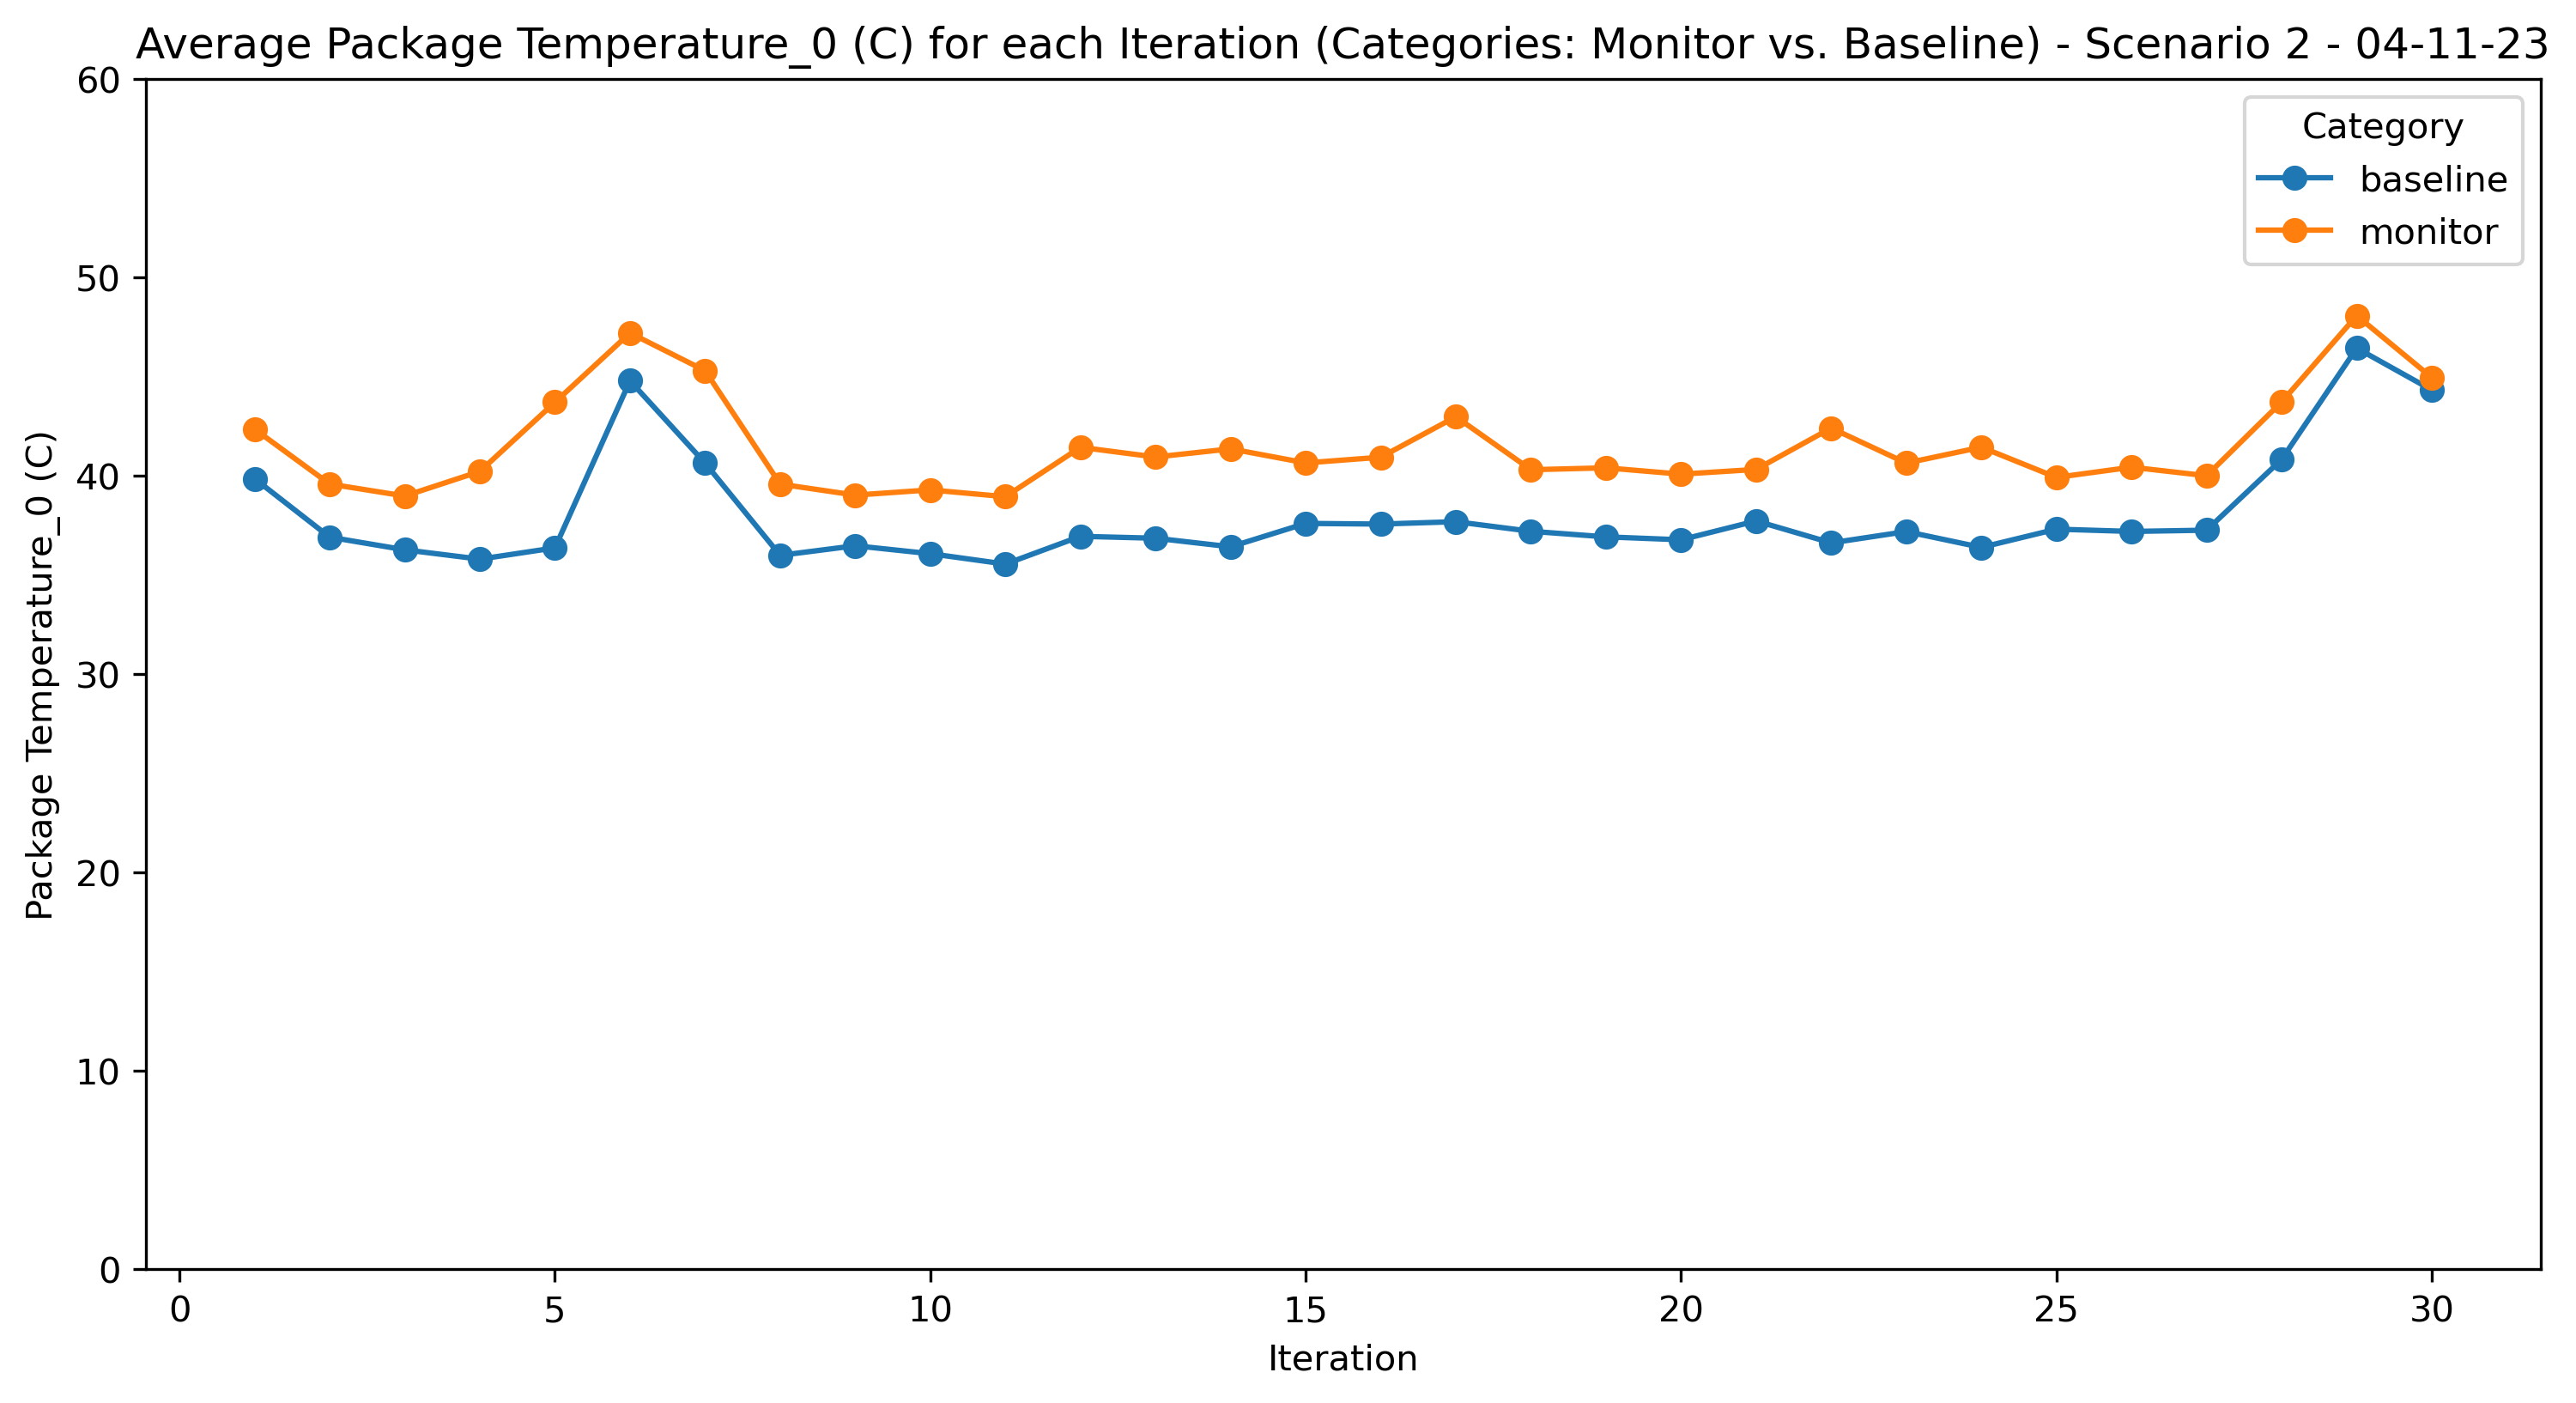 Average Package Temperature_0 (C) for each Iteration (Categories: Monitor vs. Baseline) - Scenario 2 - 04-11-23
Category
baseline
monitor
Package Temperature_0 (C)
60
50
40
30
20
10
0
0 5 10 15 20 25 30
Iteration